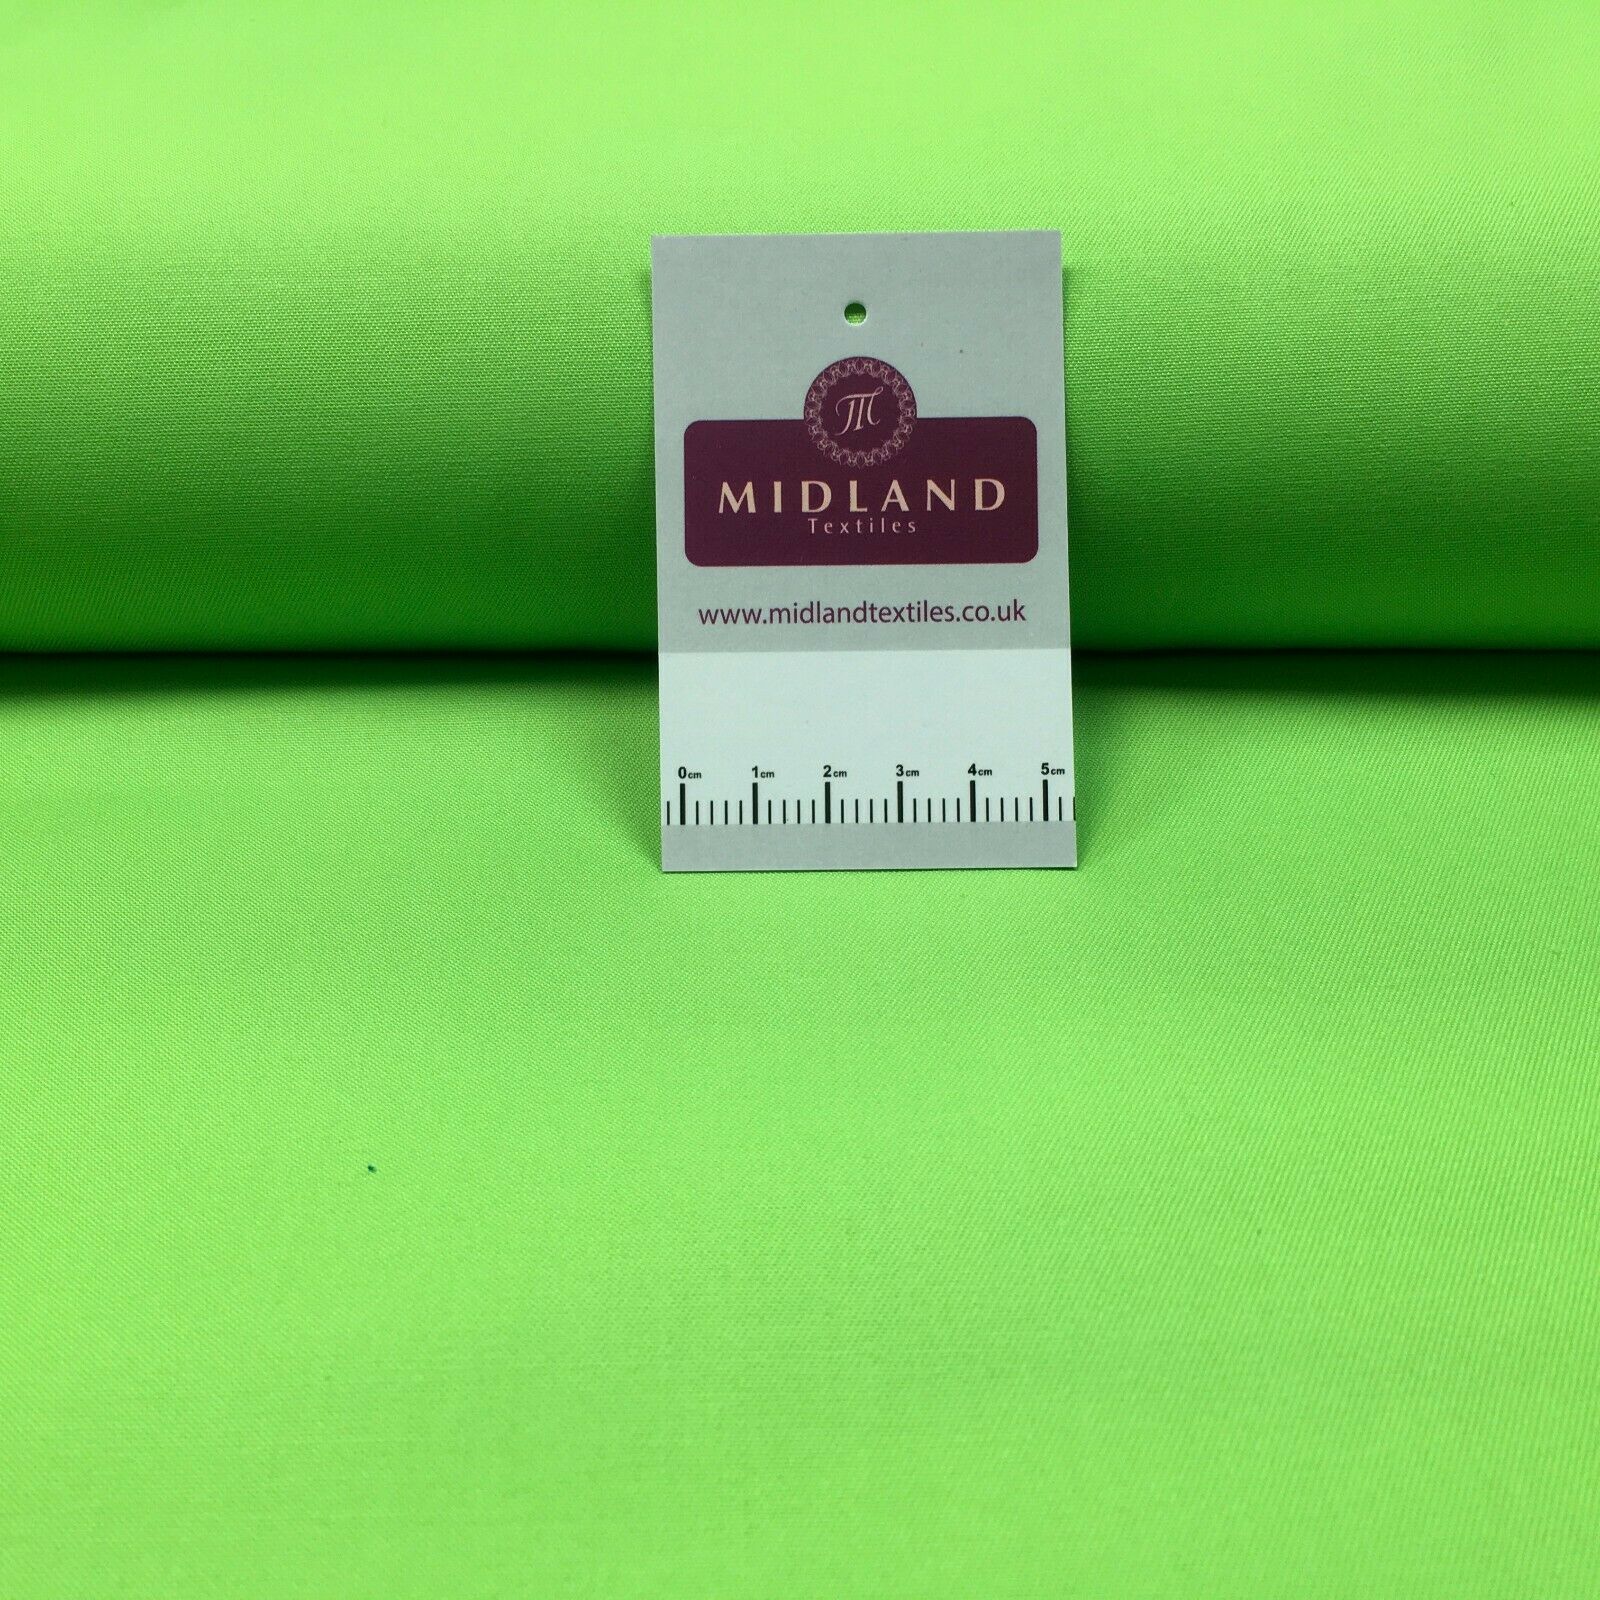 M
MIDLAND
Textiles
www.midlandtextiles.co.uk
0cm 1cm 2cm 3cm 4cm 5cm